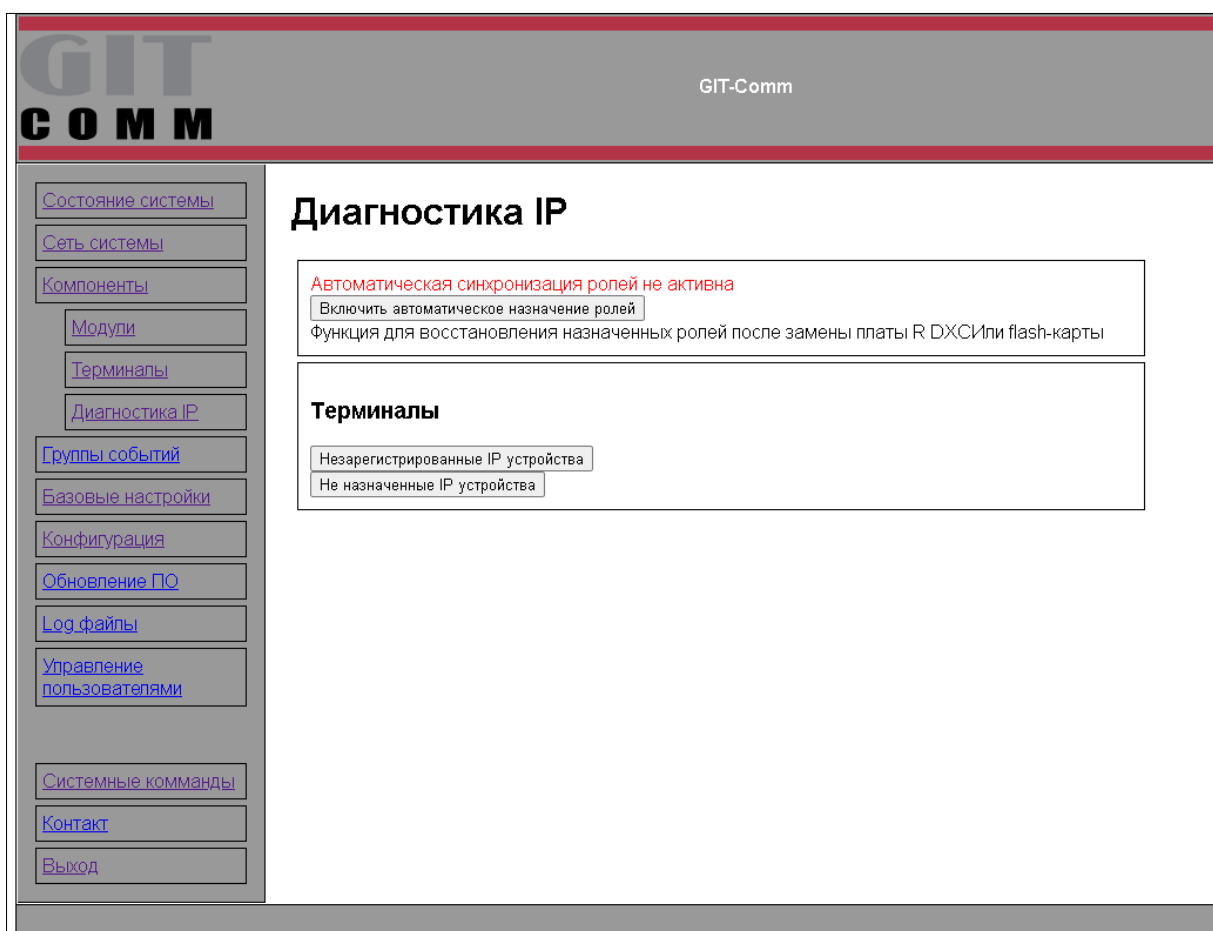 GIT
COMM
GIT-Comm
Состояние системы
Сеть системы
Компоненты
Модули
Терминалы
Диагностика IP
Группы событий
Базовые настройки
Конфигурация
Обновление ПО
Log файлы
Управление
пользователями
Системные комманды
Контакт
Выход
Диагностика IP
Автоматическая синхронизация ролей не активна
Включить автоматическое назначение ролей
Функция для восстановления назначенных ролей после замены платы R DXCИли flash-карты
Терминалы
Незарегистрированные IP устройства
Не назначенные IP устройства